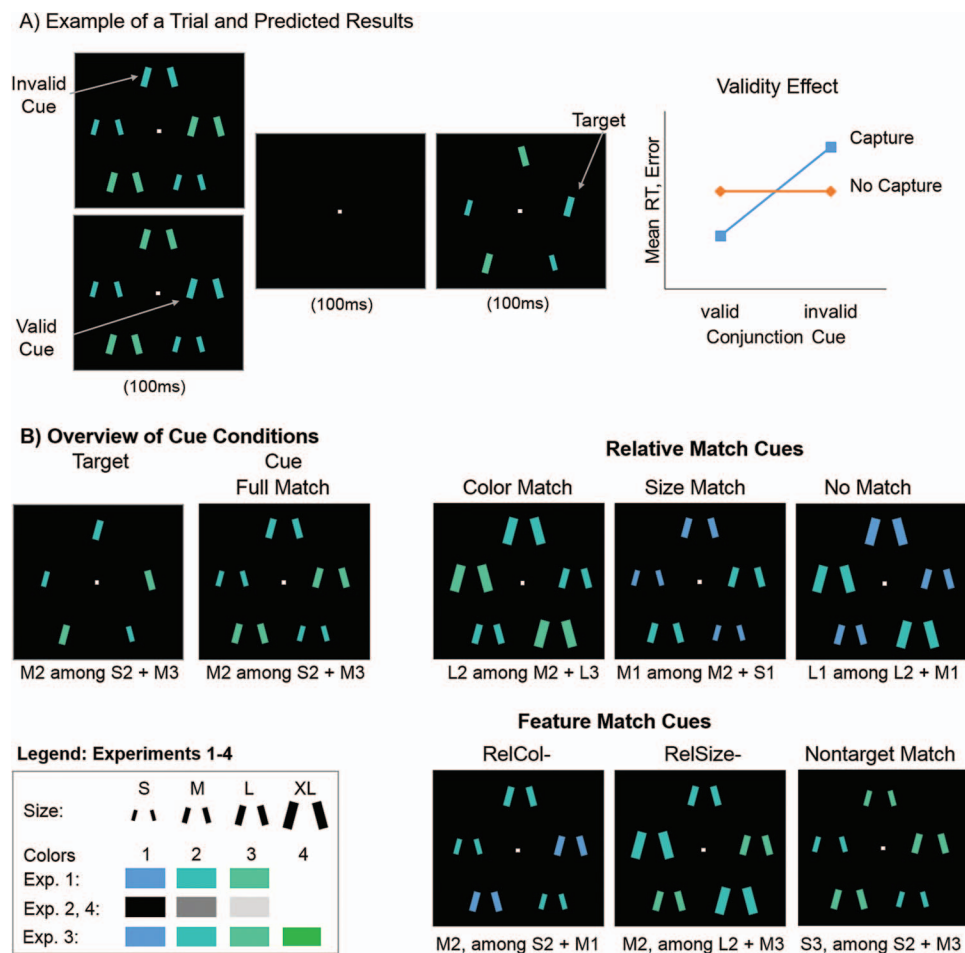 A) Example of a Trial and Predicted Results
Invalid
Cue
Valid
Cue
(100ms)
(100ms)
Target
(100ms)
Validity Effect
Mean RT, Error
Capture
No Capture
valid invalid
Conjunction Cue
B) Overview of Cue Conditions
Target
Cue
Full Match
M2 among S2 + M3
M2 among S2 + M3
Relative Match Cues
Color Match
Size Match
No Match
L2 among M2 + L3
M1 among M2 + S1
L1 among L2 + M1
Legend: Experiments 1-4
S M L XL
Size:
Colors 1 2 3 4
Exp. 1:
Exp. 2, 4:
Exp. 3:
Feature Match Cues
RelCol-
RelSize-
Nontarget Match
M2, among S2 + M1
M2, among L2 + M3
S3, among S2 + M3